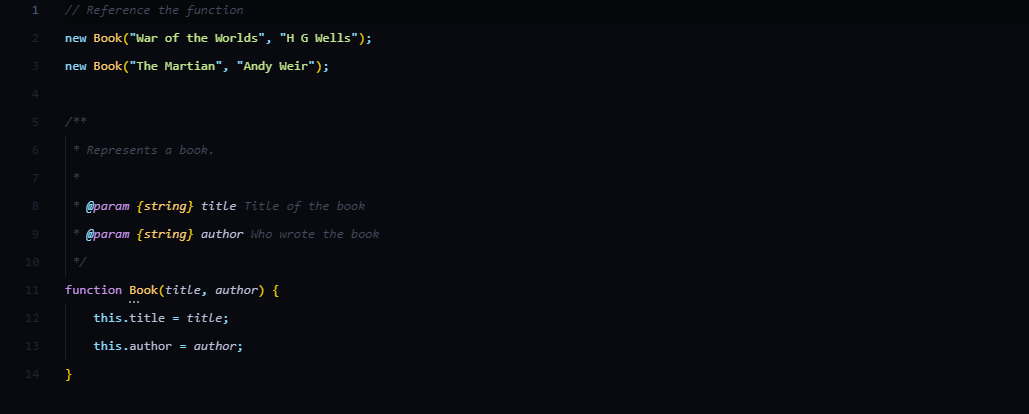 1 // Reference the function
2 new Book("War of the Worlds", "H G Wells");
3 new Book("The Martian", "Andy Weir");
4
5 /**
6  * Represents a book.
7  *
8  * @param {string} title Title of the book
9  * @param {string} author Who wrote the book
10  */
11 function Book(title, author) {
12     this.title = title;
13     this.author = author;
14 }